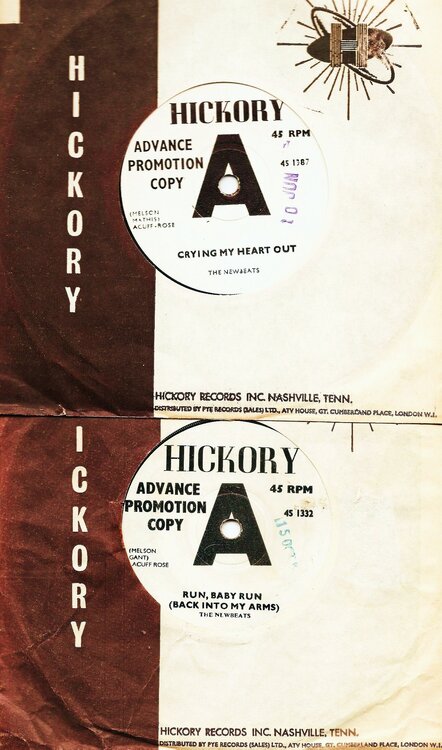 HICKORY
HICKORY
45 RPM
ADVANCE
PROMOTION
COPY
A
45 1387
JUN
(MELSON
MATHIS)
ACUFF-ROSE
CRYING MY HEART OUT
THE NEWBEATS
HICKORY RECORDS INC. NASHVILLE, TENN.
DISTRIBUTED BY PYE RECORDS (SALES) LTD., ATV HOUSE, GT. CUMBERLAND PLACE, LONDON W.I.
ICKORY
HICKORY
ADVANCE
PROMOTION
COPY
A
45 RPM
45 1332
(MELSON
GANT)
ACUFF ROSE
RUN, BABY RUN
(BACK INTO MY ARMS)
THE NEWBEATS
HICKORY RECORDS INC. NASHVILLE, TENN.
DISTRIBUTED BY PYE RECORDS (SALES) LTD., ATV HOUSE, GT. CUMBERLAND PLACE, LONDON W.I.